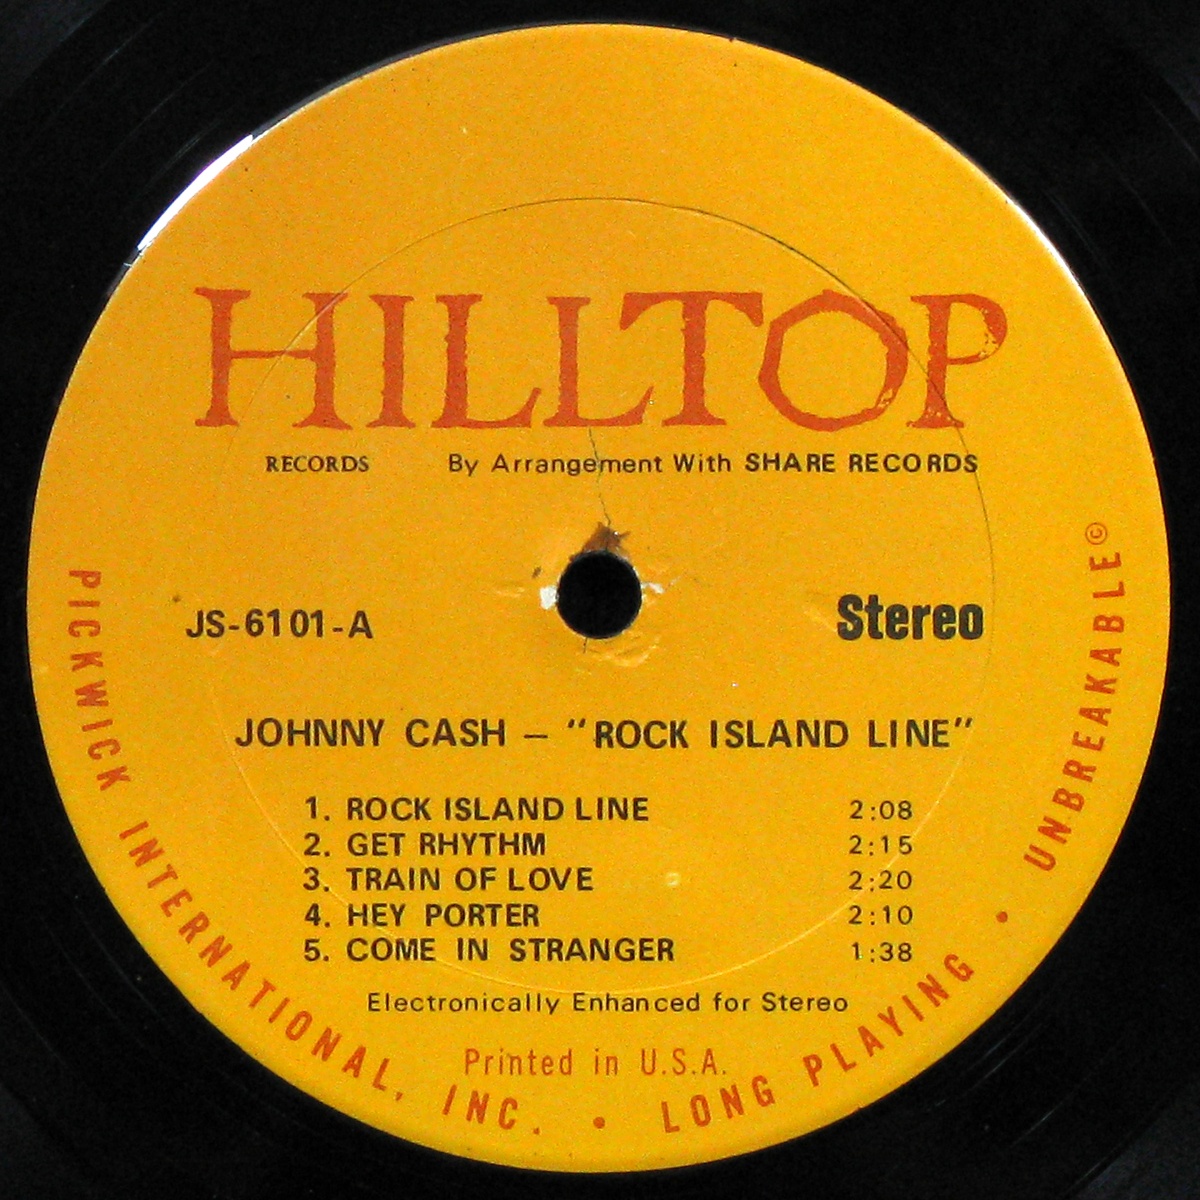 HILLTOP
RECORDS By Arrangement With SHARE RECORDS
JS-6101-A Stereo
JOHNNY CASH – "ROCK ISLAND LINE"
1. ROCK ISLAND LINE 2:08
2. GET RHYTHM 2:15
3. TRAIN OF LOVE 2:20
4. HEY PORTER 2:10
5. COME IN STRANGER 1:38
Electronically Enhanced for Stereo
Printed in U.S.A.
PICKWICK INTERNATIONAL, INC. • LONG PLAYING • UNBREAKABLE ©